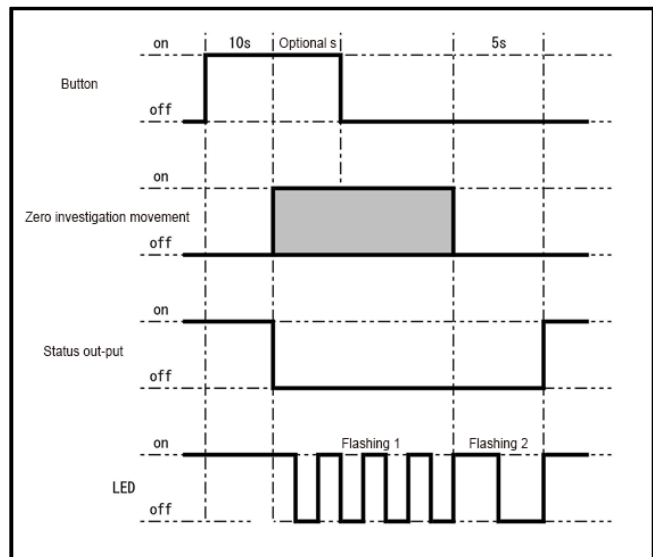 on 10s Optional s 5s
Button
off
on
Zero investigation movement
off
on
Status out-put
off
on Flashing 1 Flashing 2
LED
off